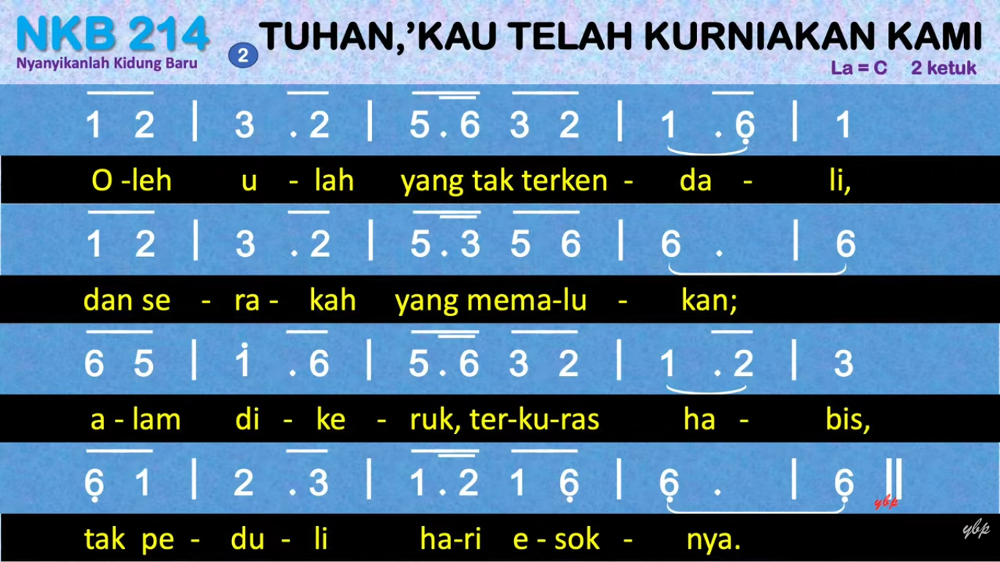 NKB 214
Nyanyikanlah Kidung Baru
2 TUHAN,’KAU TELAH KURNIAKAN KAMI
La = C 2 ketuk
1 2 | 3 . 2 | 5 . 6 3 2 | 1 . 6̣ | 1
O -leh u - lah yang tak terken - da - li,
1 2 | 3 . 2 | 5 . 3 5 6 | 6 . | 6
dan se - ra - kah yang mema-lu - kan;
6 5 | 1̇ . 6 | 5 . 6 3 2 | 1 . 2 | 3
a - lam di - ke - ruk, ter-ku-ras ha - bis,
6̣ 1 | 2 . 3 | 1 . 2 1 6̣ | 6̣ . | 6̣ ||
ybp
tak pe - du - li ha-ri e - sok - nya.
ybp